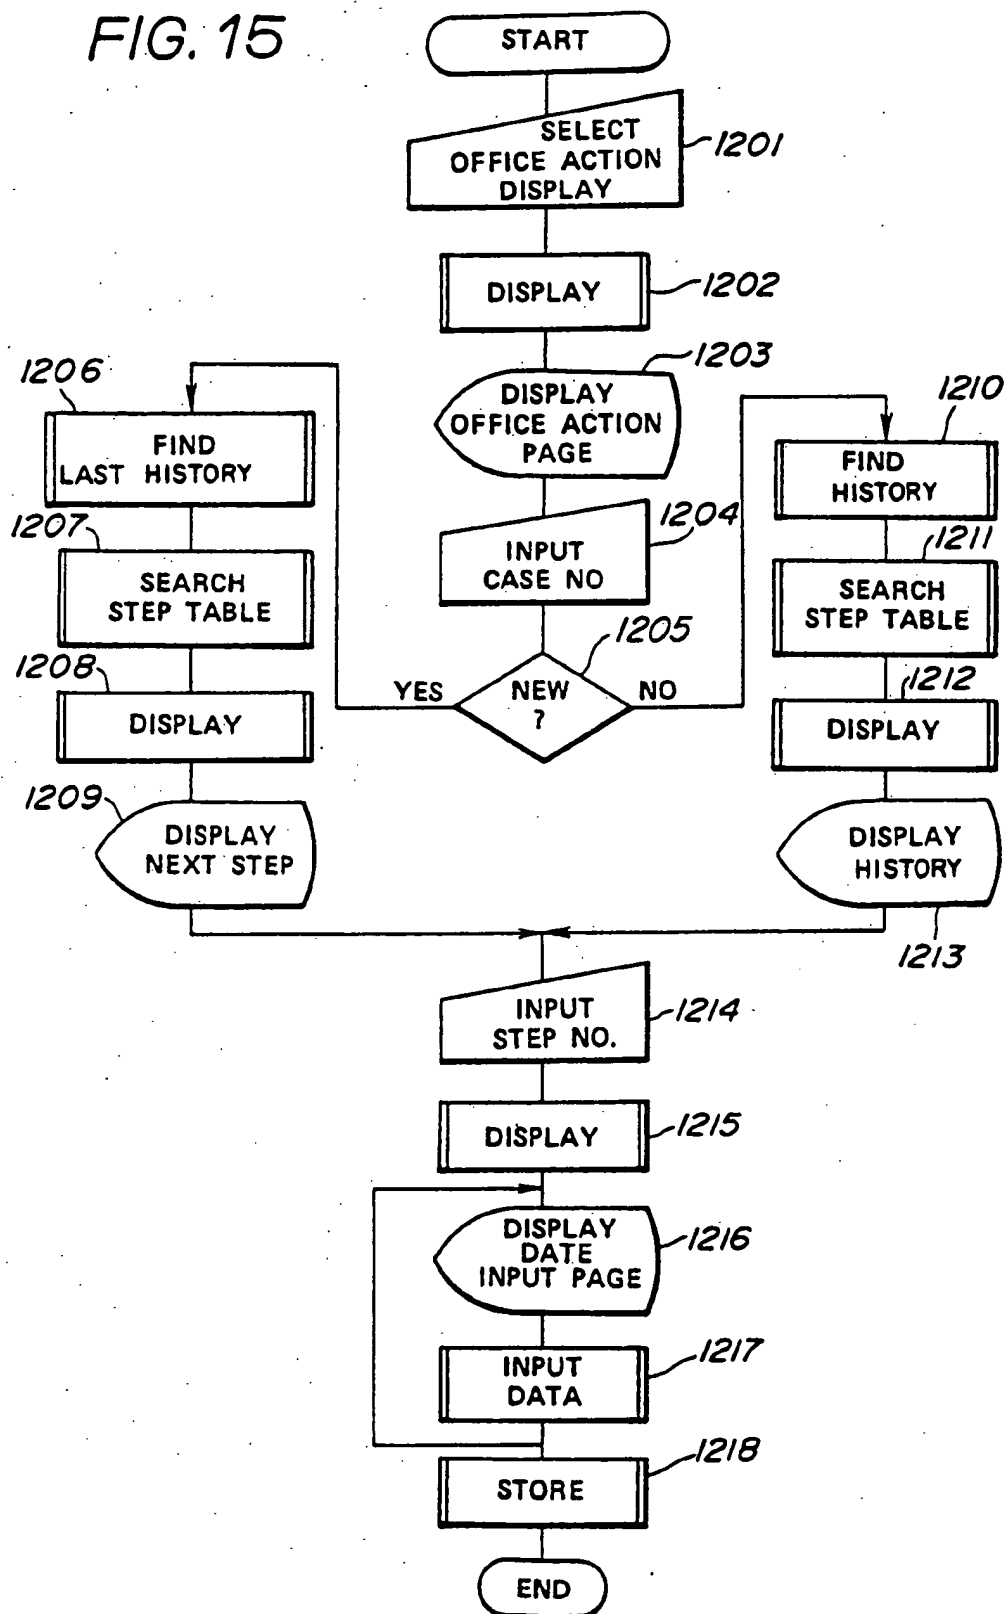 FIG. 15
START
SELECT
OFFICE ACTION
DISPLAY
1201
DISPLAY
1202
1203
DISPLAY
OFFICE ACTION
PAGE
1204
INPUT
CASE NO
1205
NEW
?
YES
NO
1206
FIND
LAST HISTORY
1207
SEARCH
STEP TABLE
1208
DISPLAY
1209
DISPLAY
NEXT STEP
1210
FIND
HISTORY
1211
SEARCH
STEP TABLE
1212
DISPLAY
DISPLAY
HISTORY
1213
INPUT
STEP NO.
1214
DISPLAY
1215
DISPLAY
DATE
INPUT PAGE
1216
INPUT
DATA
1217
1218
STORE
END